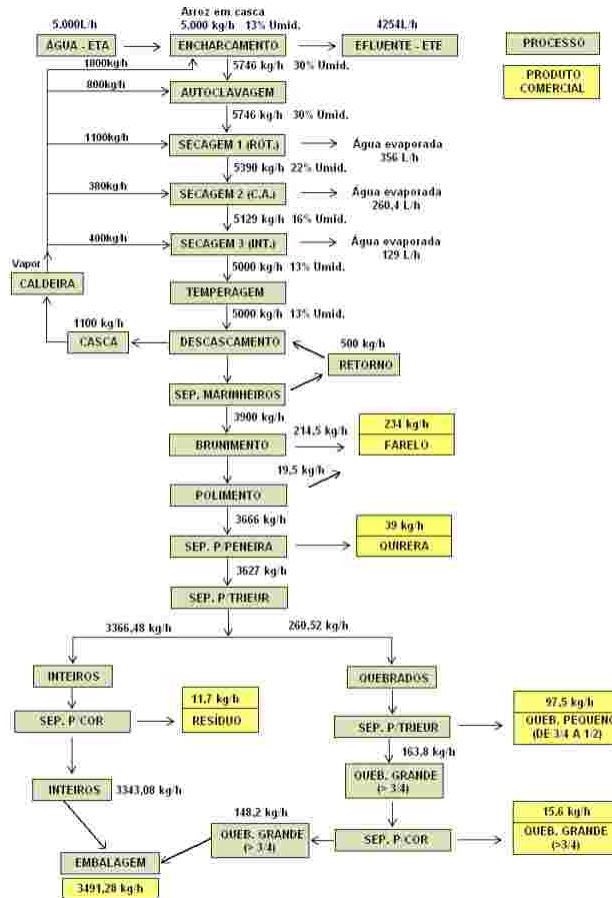 Arroz em casca
5.000L/h
5.000 kg/h 13% Umid.
4254L/h
ÁGUA - ETA
ENCHARCAMENTO
EFLUENTE - ETE
PROCESSO
1800kg/h
5746 kg/h 30% Umid.
PRODUTO
COMERCIAL
800kg/h
AUTOCLAVAGEM
5746 kg/h 30% Umid.
1100kg/h
SECAGEM 1 (ROT.)
Água evaporada
356 L/h
5390 kg/h 22% Umid.
380kg/h
SECAGEM 2 (C.A.)
Água evaporada
260,4 L/h
5129 kg/h 16% Umid.
400kg/h
SECAGEM 3 (INT.)
Água evaporada
129 L/h
Vapor
5000 kg/h 13% Umid.
CALDEIRA
TEMPERAGEM
5000 kg/h 13% Umid.
1100 kg/h
CASCA
DESCASCAMENTO
500 kg/h
RETORNO
SEP. MARINHEIROS
3900 kg/h
214,5 kg/h
234 kg/h
BRUNIMENTO
FARELO
19,5 kg/h
POLIMENTO
3666 kg/h
39 kg/h
SEP. P/PENEIRA
QUIRERA
3627 kg/h
SEP. P/TRIEUR
3366,48 kg/h
260,52 kg/h
INTEIROS
QUEBRADOS
11,7 kg/h
RESÍDUO
SEP. P/COR
97,5 kg/h
SEP. P/TRIEUR
QUEB. PEQUENO
(DE 3/4 A 1/2)
163,8 kg/h
QUEB. GRANDE
(> 3/4)
INTEIROS
3343,08 kg/h
148,2 kg/h
15,6 kg/h
QUEB. GRANDE
(> 3/4)
SEP. P/COR
QUEB. GRANDE
(>3/4)
EMBALAGEM
3491,28 kg/h